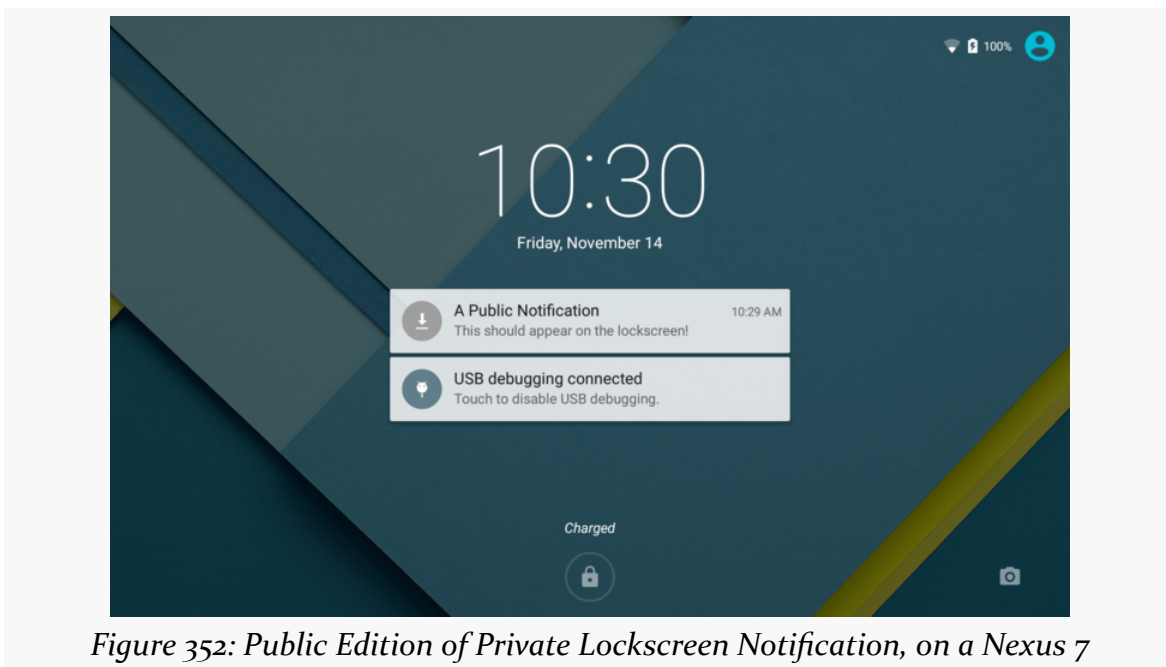 100%
10:30
Friday, November 14
A Public Notification 10:29 AM
This should appear on the lockscreen!
USB debugging connected
Touch to disable USB debugging.
Charged
Figure 352: Public Edition of Private Lockscreen Notification, on a Nexus 7